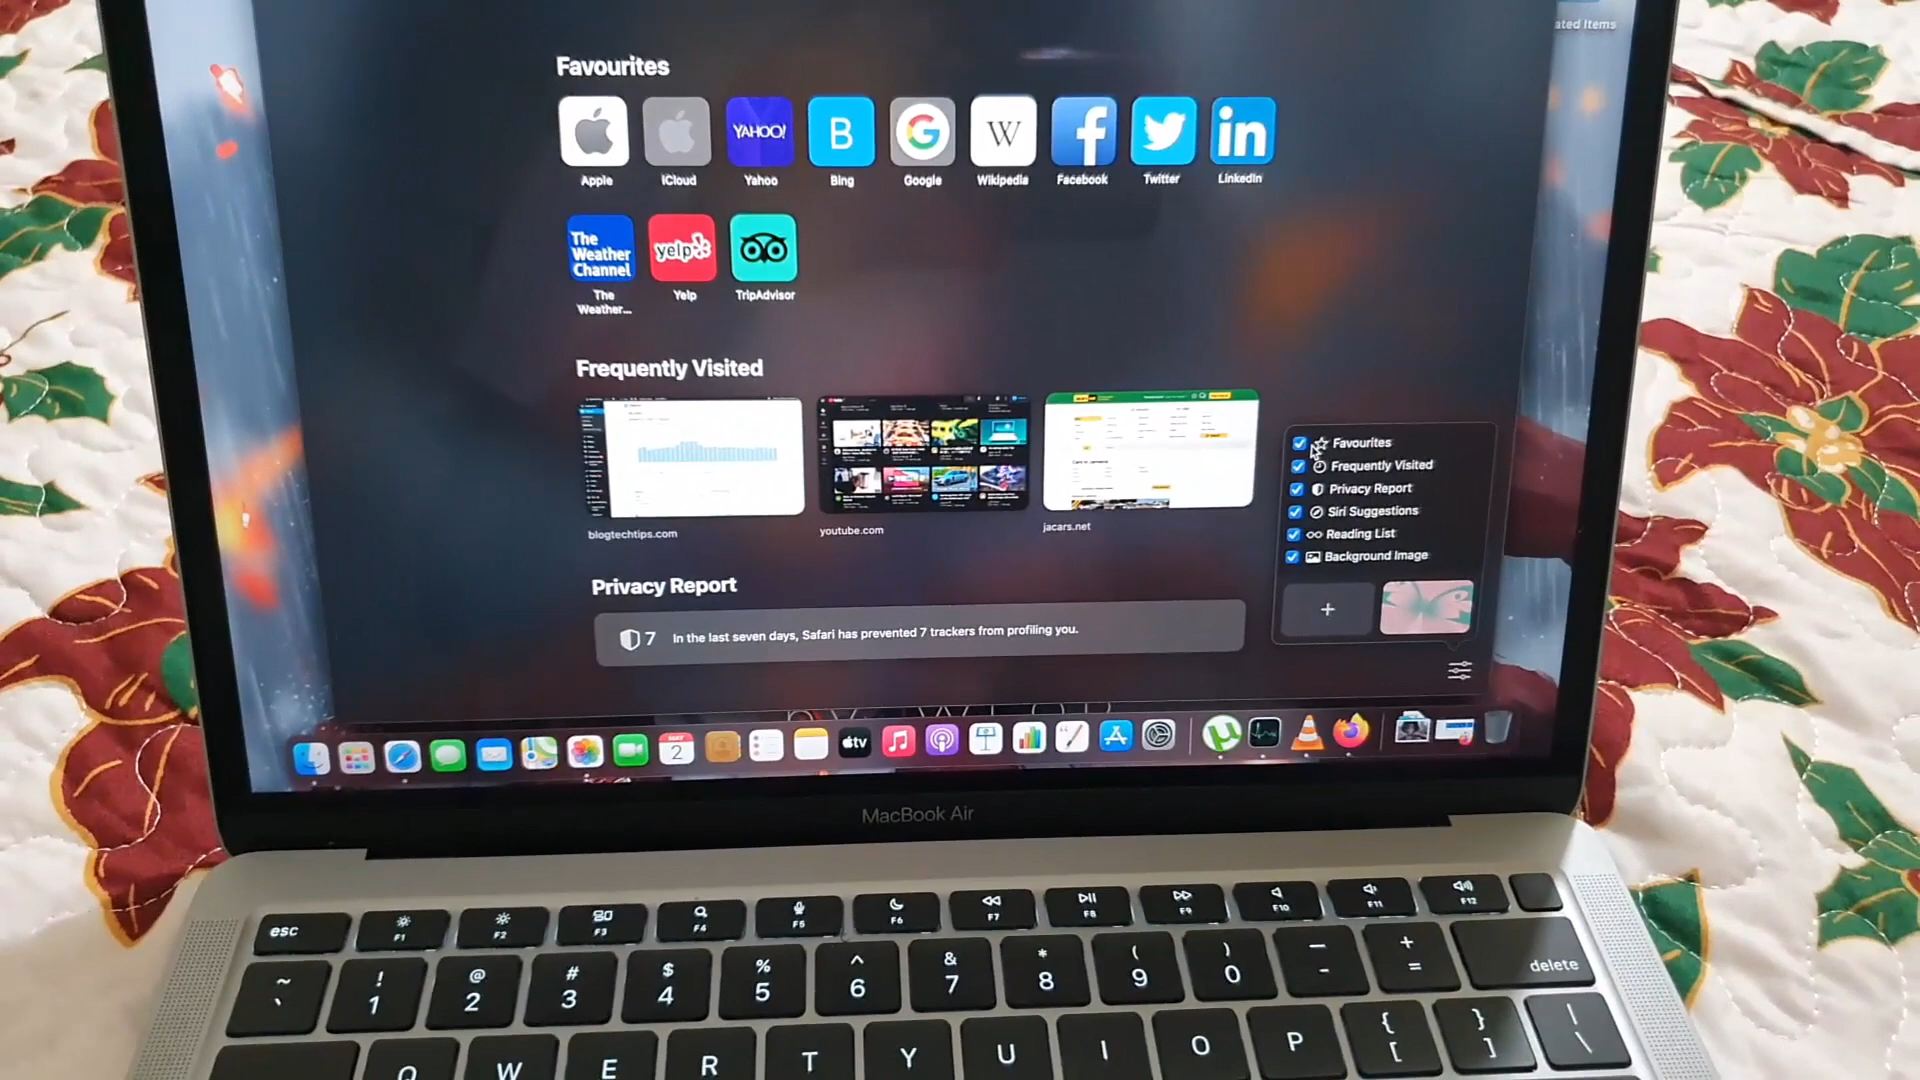 ated Items
Favourites
YAHOO!
B
G
W
f
in
Apple
iCloud
Yahoo
Bing
Google
Wikipedia
Facebook
Twitter
LinkedIn
The
Weather
Channel
yelp
The
Weather...
Yelp
TripAdvisor
Frequently Visited
blogtechtips.com
youtube.com
jacars.net
Favourites
Frequently Visited
Privacy Report
Siri Suggestions
Reading List
Background Image
+
Privacy Report
7 In the last seven days, Safari has prevented 7 trackers from profiling you.
MAY
2
tv
MacBook Air
esc
F1
F2
F3
F4
F5
F6
F7
F8
F9
F10
F11
F12
~ ! @ # $ % ^ & * ( ) — +
` 1 2 3 4 5 6 7 8 9 0 - = delete
Q W E R T Y U I O P { } |
[ ] \